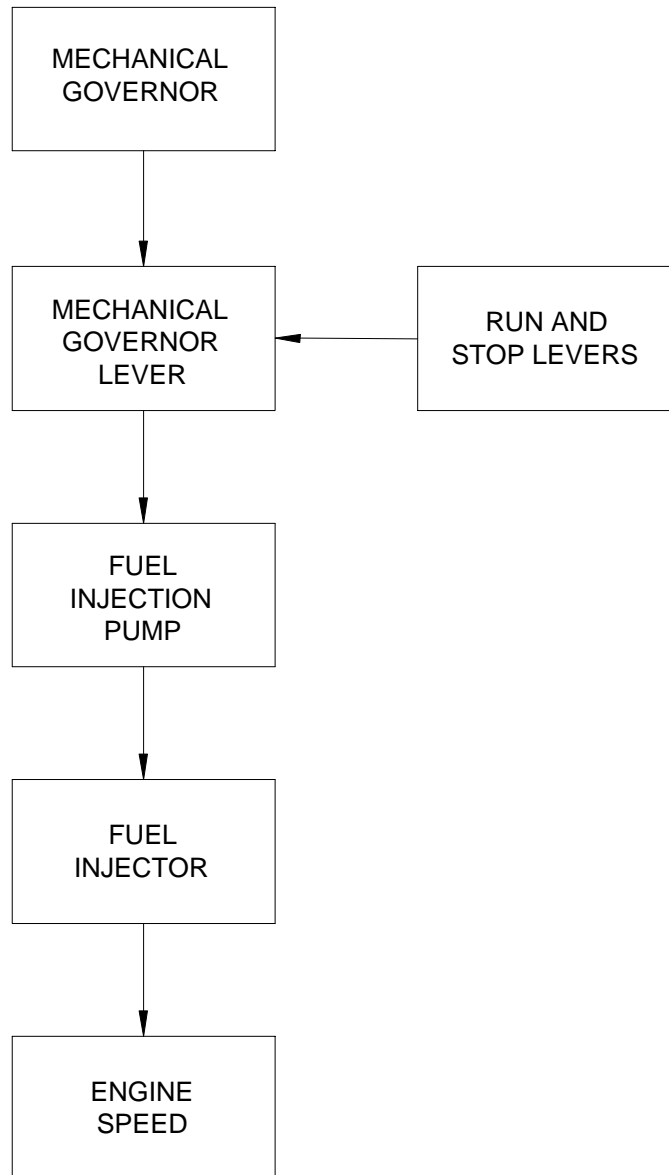 MECHANICAL
GOVERNOR
MECHANICAL
GOVERNOR
LEVER
RUN AND
STOP LEVERS
FUEL
INJECTION
PUMP
FUEL
INJECTOR
ENGINE
SPEED